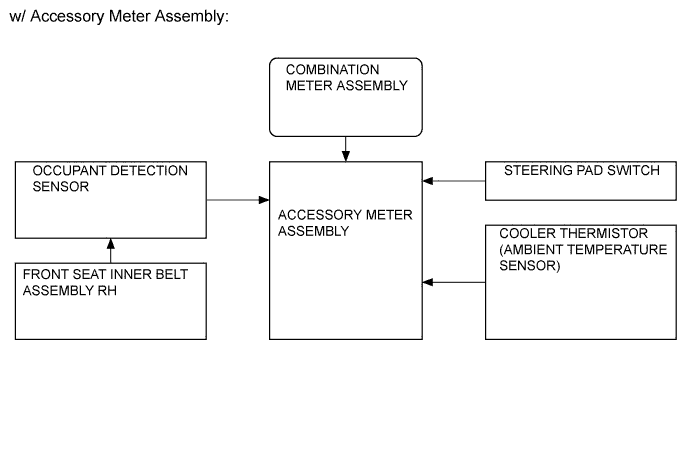 w/ Accessory Meter Assembly:
COMBINATION
METER ASSEMBLY
OCCUPANT DETECTION
SENSOR
STEERING PAD SWITCH
ACCESSORY METER
ASSEMBLY
COOLER THERMISTOR
(AMBIENT TEMPERATURE
SENSOR)
FRONT SEAT INNER BELT
ASSEMBLY RH